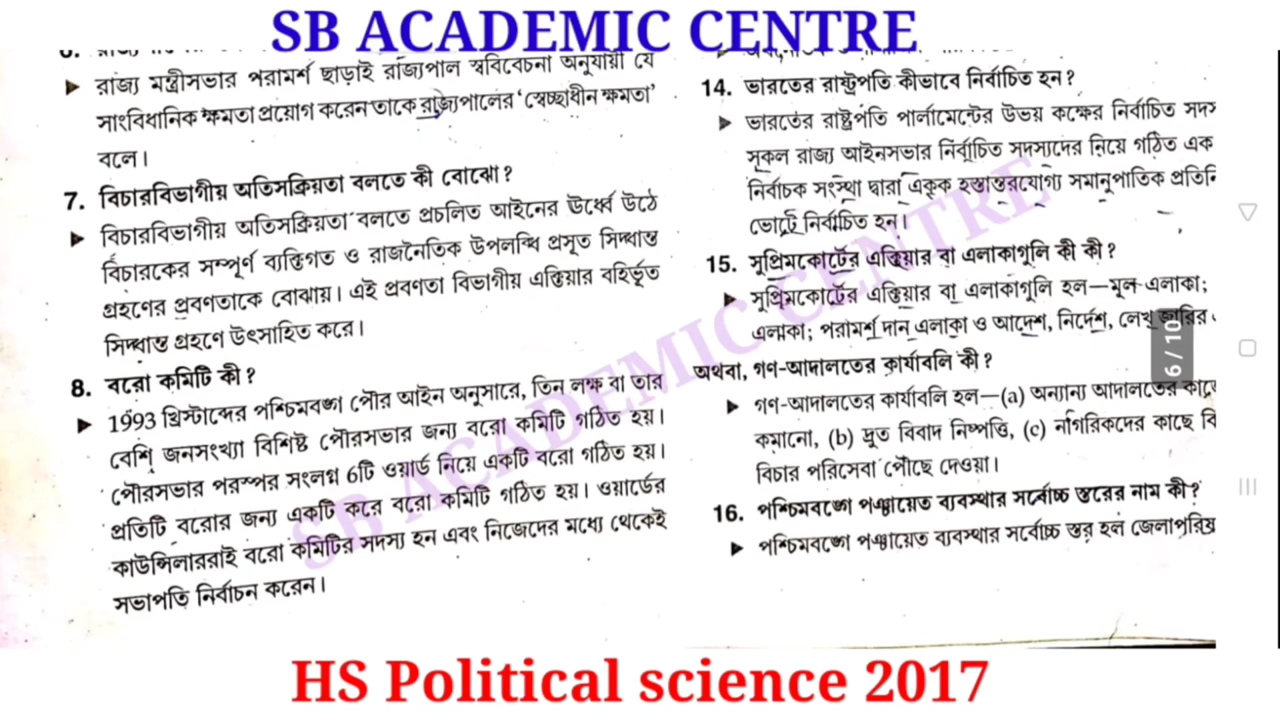 SB ACADEMIC CENTRE
রাজ্য মন্ত্রীসভার পরামর্শ ছাড়াই রাজ্যপাল স্ববিবেচনা অনুযায়ী যে
সাংবিধানিক ক্ষমতা প্রয়োগ করেন তাকে রাজ্যপালের 'স্বেচ্ছাধীন ক্ষমতা'
বলে।
7. বিচারবিভাগীয় অতিসক্রিয়তা বলতে কী বোঝো?
বিচারবিভাগীয় অতিসক্রিয়তা বলতে প্রচলিত আইনের ঊর্ধ্বে উঠে
বিচারকের সম্পূর্ণ ব্যক্তিগত ও রাজনৈতিক উপলব্ধি প্রসূত সিদ্ধান্ত
গ্রহণের প্রবণতাকে বোঝায়। এই প্রবণতা বিভাগীয় এক্তিয়ার বহির্ভূত
সিদ্ধান্ত গ্রহণে উৎসাহিত করে।
8. বরো কমিটি কী?
1993 খ্রিস্টাব্দের পশ্চিমবঙ্গ পৌর আইন অনুসারে, তিন লক্ষ বা তার
বেশি জনসংখ্যা বিশিষ্ট পৌরসভার জন্য বরো কমিটি গঠিত হয়।
পৌরসভার পরস্পর সংলগ্ন 6টি ওয়ার্ড নিয়ে একটি বরো গঠিত হয়।
প্রতিটি বরোর জন্য একটি করে বরো কমিটি গঠিত হয়। ওয়ার্ডের
কাউন্সিলাররাই বরো কমিটির সদস্য হন এবং নিজেদের মধ্যে থেকেই
সভাপতি নির্বাচন করেন।
14. ভারতের রাষ্ট্রপতি কীভাবে নির্বাচিত হন?
ভারতের রাষ্ট্রপতি পার্লামেন্টের উভয় কক্ষের নির্বাচিত
সকল রাজ্য আইনসভার নির্বাচিত সদস্যদের নিয়ে গঠিত এক
নির্বাচক সংস্থা দ্বারা একক হস্তান্তরযোগ্য সমানুপাতিক
ভোটে নির্বাচিত হন।
15. সুপ্রিমকোর্টের এক্তিয়ার বা এলাকাগুলি কী কী?
সুপ্রিমকোর্টের এক্তিয়ার বা এলাকাগুলি হল—মূল এলাকা;
এলাকা; পরামর্শ দান এলাকা ও আদেশ, নির্দেশ, লেখ জারির
অথবা, গণ-আদালতের কার্যাবলি কী?
গণ-আদালতের কার্যাবলি হল—(a) অন্যান্য আদালতের
কমানো, (b) দ্রুত বিবাদ নিষ্পত্তি, (c) নাগরিকদের কাছে
বিচার পরিসেবা পৌঁছে দেওয়া।
16. পশ্চিমবঙ্গে পঞ্চায়েত ব্যবস্থার সর্বোচ্চ স্তরের নাম কী?
পশ্চিমবঙ্গে পঞ্চায়েত ব্যবস্থার সর্বোচ্চ স্তর হল
6 / 10
SB ACADEMIC CENTRE
HS Political science 2017